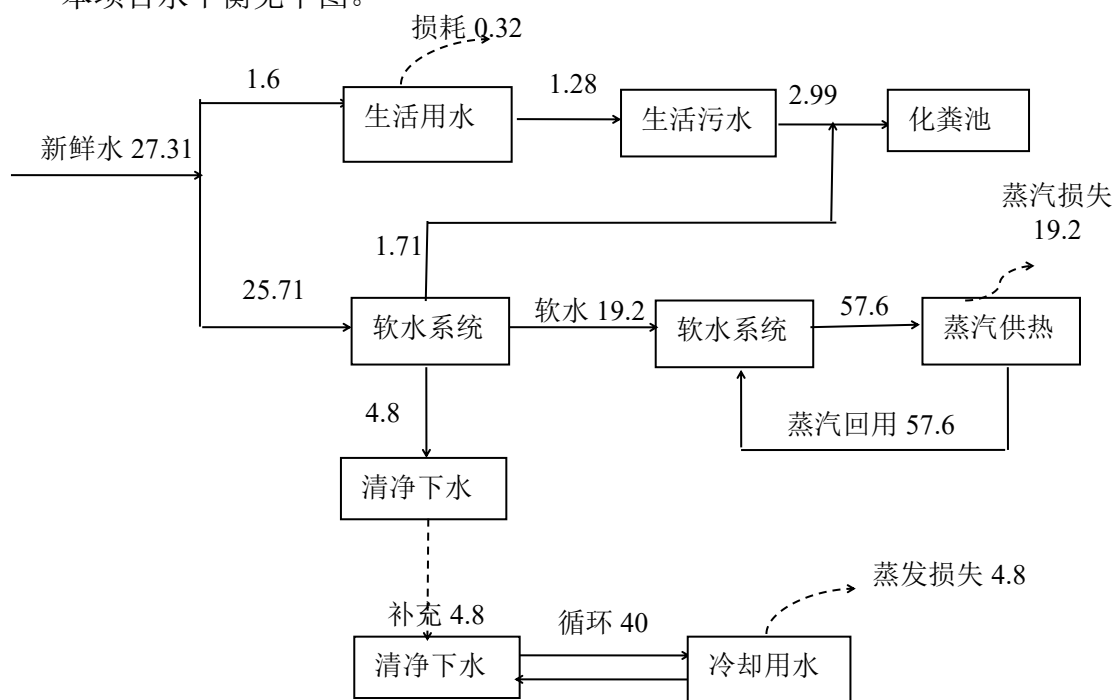 本项目水平衡见下图。
损耗 0.32
1.6
1.28
2.99
生活用水
生活污水
化粪池
新鲜水 27.31
蒸汽损失
19.2
1.71
25.71
软水 19.2
57.6
软水系统
软水系统
蒸汽供热
4.8
蒸汽回用 57.6
清净下水
蒸发损失 4.8
补充 4.8
循环 40
清净下水
冷却用水